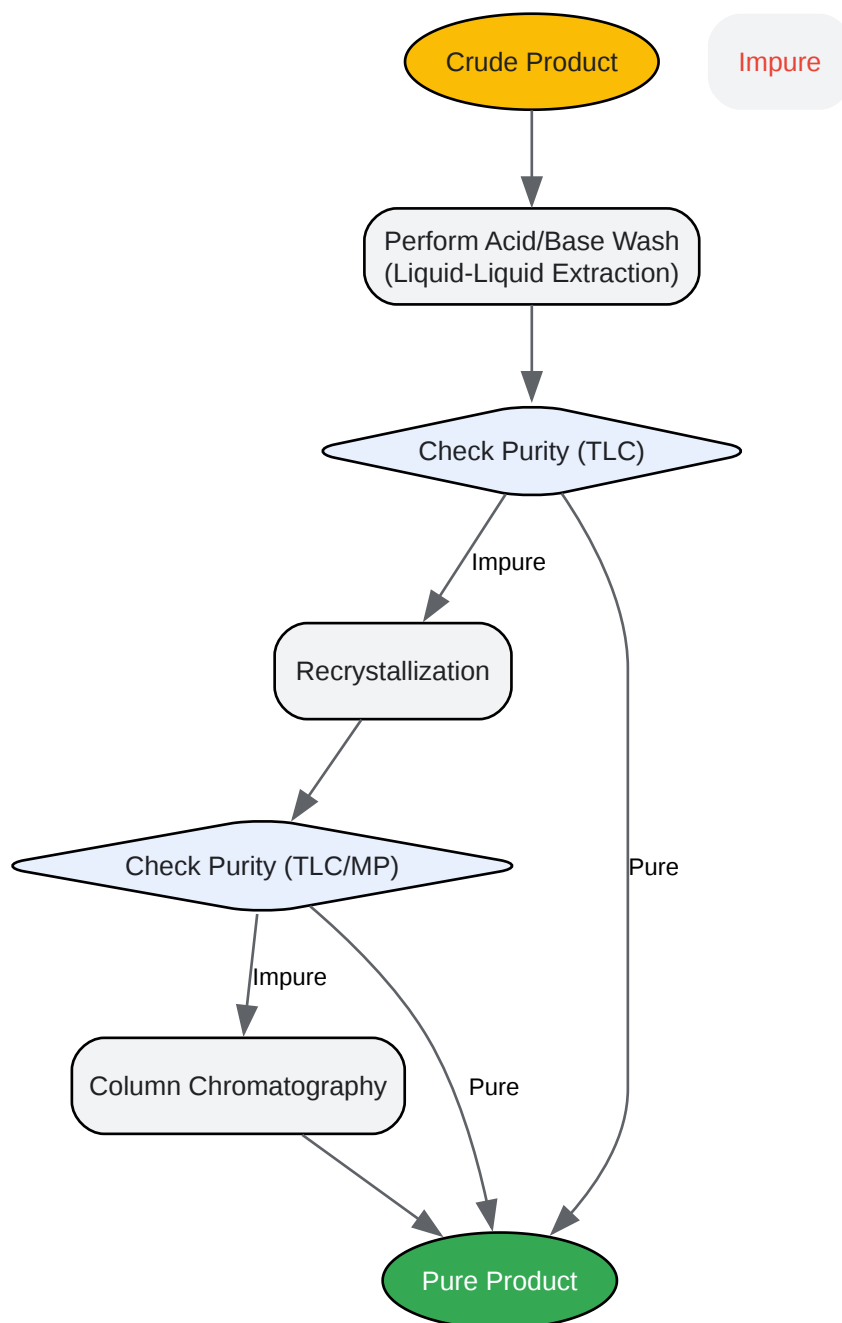 Crude Product
Impure
Perform Acid/Base Wash
(Liquid-Liquid Extraction)
Check Purity (TLC)
Impure
Recrystallization
Check Purity (TLC/MP)
Pure
Impure
Column Chromatography
Pure
Pure Product